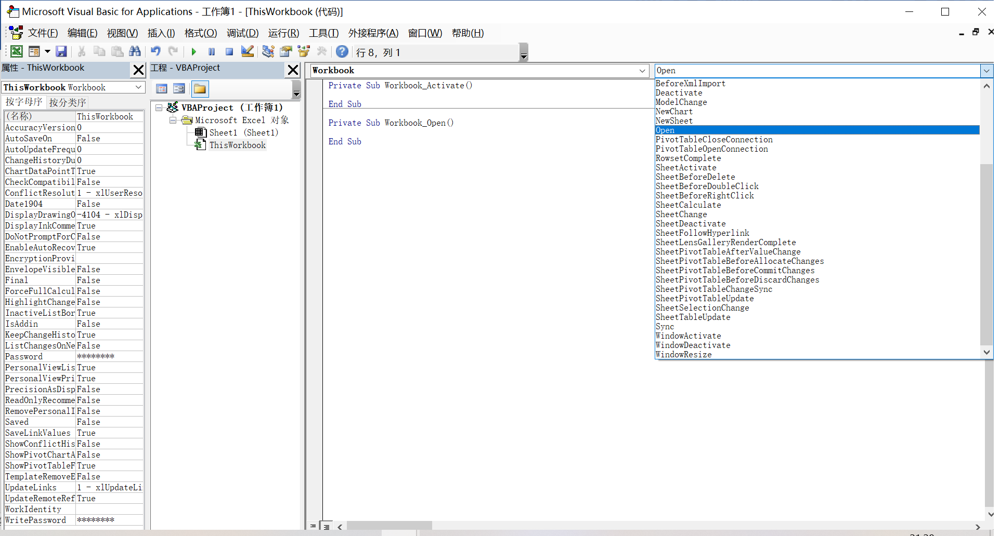 Microsoft Visual Basic for Applications - 工作簿1 - [ThisWorkbook (代码)]
文件(F) 编辑(E) 视图(V) 插入(I) 格式(O) 调试(D) 运行(R) 工具(T) 外接程序(A) 窗口(W) 帮助(H)
行 8，列 1
属性 - ThisWorkbook
ThisWorkbook Workbook
按字母序 按分类序
(名称) ThisWorkbook
AccuracyVersion 0
AutoSaveOn False
AutoUpdateFrequ 0
ChangeHistoryDu 0
ChartDataPointT True
CheckCompatibil False
ConflictResolut 1 - xlUserReso
Date1904 False
DisplayDrawingO -4104 - xlDisp
DisplayInkComme True
DoNotPromptForC False
EnableAutoRecov True
EncryptionProvi
EnvelopeVisible False
Final False
ForceFullCalcul False
HighlightChange False
InactiveListBor True
IsAddin False
KeepChangeHisto True
ListChangesOnNe False
Password ********
PersonalViewLis True
PersonalViewPri True
PrecisionAsDisp False
ReadOnlyRecomme False
RemovePersonalI False
Saved False
SaveLinkValues True
ShowConflictHis False
ShowPivotChartA False
ShowPivotTableF True
TemplateRemoveE False
UpdateLinks 1 - xlUpdateLi
UpdateRemoteRef True
WorkIdentity
WritePassword ********
工程 - VBAProject
VBAProject (工作簿1)
Microsoft Excel 对象
Sheet1 (Sheet1)
ThisWorkbook
Workbook
Private Sub Workbook_Activate()
End Sub
Private Sub Workbook_Open()
End Sub
Open
BeforeXmlImport
Deactivate
ModelChange
NewChart
NewSheet
Open
PivotTableCloseConnection
PivotTableOpenConnection
RowsetComplete
SheetActivate
SheetBeforeDelete
SheetBeforeDoubleClick
SheetBeforeRightClick
SheetCalculate
SheetChange
SheetDeactivate
SheetFollowHyperlink
SheetLensGalleryRenderComplete
SheetPivotTableAfterValueChange
SheetPivotTableBeforeAllocateChanges
SheetPivotTableBeforeCommitChanges
SheetPivotTableBeforeDiscardChanges
SheetPivotTableChangeSync
SheetPivotTableUpdate
SheetSelectionChange
SheetTableUpdate
Sync
WindowActivate
WindowDeactivate
WindowResize